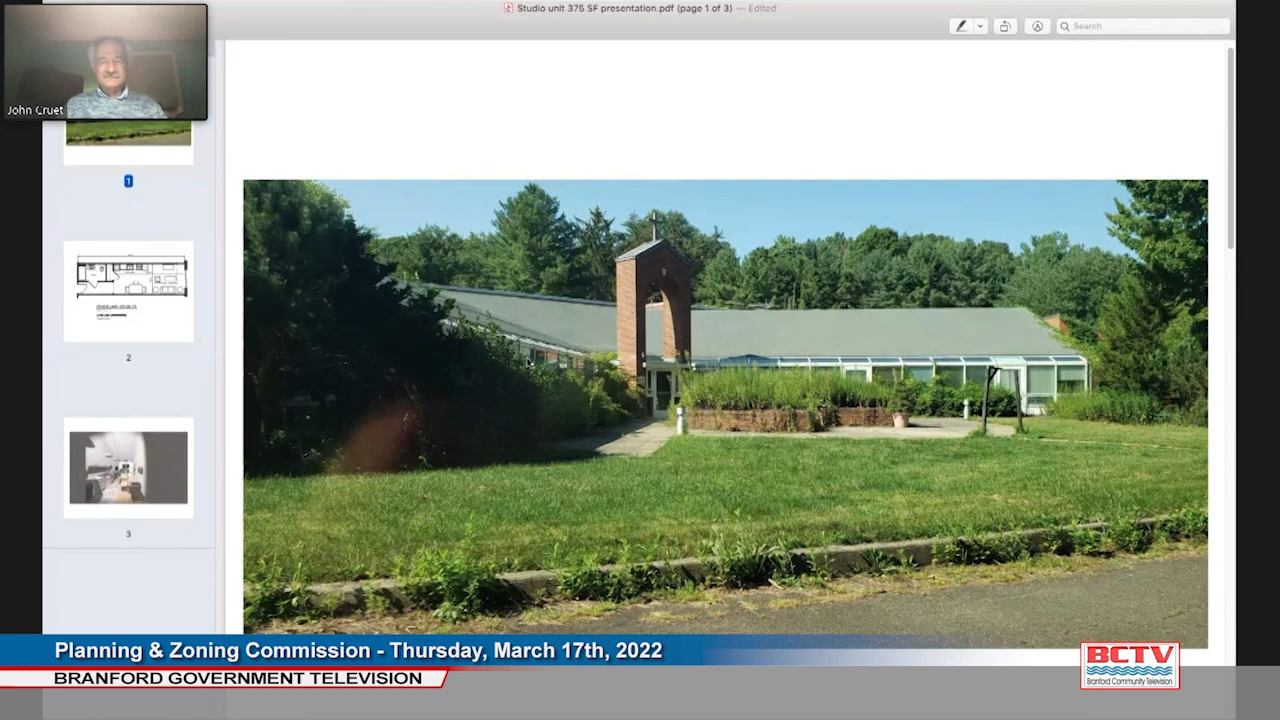 Studio unit 375 SF presentation.pdf (page 1 of 3) — Edited
Search
John Cruet
1
2
3
Planning & Zoning Commission - Thursday, March 17th, 2022
BRANFORD GOVERNMENT TELEVISION
BCTV
Branford Community Television